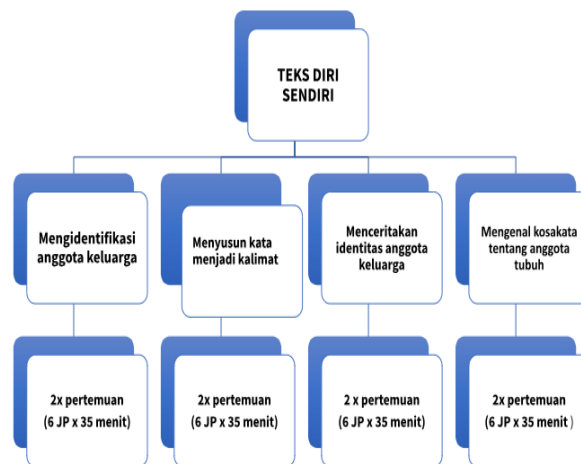 TEKS DIRI
SENDIRI
Mengidentifikasi
anggota keluarga
Menyusun kata
menjadi kalimat
Menceritakan
identitas anggota
keluarga
Mengenal kosakata
tentang anggota
tubuh
2x pertemuan
(6 JP x 35 menit)
2x pertemuan
(6 JP x 35 menit)
2 x pertemuan
(6 JP x 35 menit)
2x pertemuan
(6 JP x 35 menit )